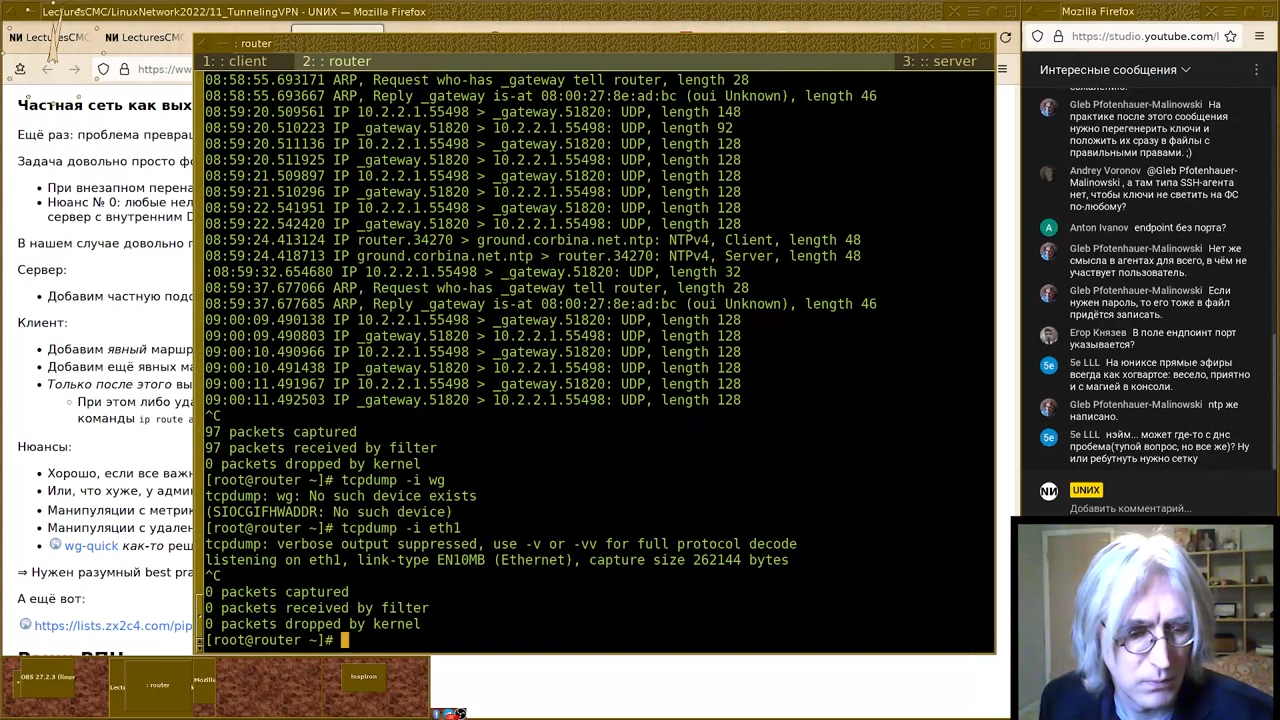 LecturesCMC/LinuxNetwork2022/11_TunnelingVPN - UNИX — Mozilla Firefox
Mozilla Firefox
LecturesCMC
LecturesCM
https://www
https://studio.youtube.com/l
: router
1: : client
2: : router
3: :: server
Частная сеть как вых
Ещё раз: проблема превра
Задача довольно просто фо
При внезапном перена
Нюанс № 0: любые нел
сервер с внутренним D
В нашем случае довольно п
Сервер:
Добавим частную подс
Клиент:
Добавим явный маршр
Добавим ещё явных ма
Только после этого вы
При этом либо уда
команды ip route a
Нюансы:
Хорошо, если все важн
Или, что хуже, у админ
Манипуляции с метрик
Манипуляции с удален
wg-quick как-то реш
⇒ Нужен разумный best pra
А ещё вот:
https://lists.zx2c4.com/pip
08:58:55.693171 ARP, Request who-has _gateway tell router, length 28
08:58:55.693667 ARP, Reply _gateway is-at 08:00:27:8e:ad:bc (oui Unknown), length 46
08:59:20.509561 IP 10.2.2.1.55498 > _gateway.51820: UDP, length 148
08:59:20.510223 IP _gateway.51820 > 10.2.2.1.55498: UDP, length 92
08:59:20.511136 IP 10.2.2.1.55498 > _gateway.51820: UDP, length 128
08:59:20.511925 IP _gateway.51820 > 10.2.2.1.55498: UDP, length 128
08:59:21.509897 IP 10.2.2.1.55498 > _gateway.51820: UDP, length 128
08:59:21.510296 IP _gateway.51820 > 10.2.2.1.55498: UDP, length 128
08:59:22.541951 IP 10.2.2.1.55498 > _gateway.51820: UDP, length 128
08:59:22.542420 IP _gateway.51820 > 10.2.2.1.55498: UDP, length 128
08:59:24.413124 IP router.34270 > ground.corbina.net.ntp: NTPv4, Client, length 48
08:59:24.418713 IP ground.corbina.net.ntp > router.34270: NTPv4, Server, length 48
:08:59:32.654680 IP 10.2.2.1.55498 > _gateway.51820: UDP, length 32
08:59:37.677066 ARP, Request who-has _gateway tell router, length 28
08:59:37.677685 ARP, Reply _gateway is-at 08:00:27:8e:ad:bc (oui Unknown), length 46
09:00:09.490138 IP 10.2.2.1.55498 > _gateway.51820: UDP, length 128
09:00:09.490803 IP _gateway.51820 > 10.2.2.1.55498: UDP, length 128
09:00:10.490966 IP 10.2.2.1.55498 > _gateway.51820: UDP, length 128
09:00:10.491438 IP _gateway.51820 > 10.2.2.1.55498: UDP, length 128
09:00:11.491967 IP 10.2.2.1.55498 > _gateway.51820: UDP, length 128
09:00:11.492503 IP _gateway.51820 > 10.2.2.1.55498: UDP, length 128
^C
97 packets captured
97 packets received by filter
0 packets dropped by kernel
[root@router ~]# tcpdump -i wg
tcpdump: wg: No such device exists
(SIOCGIFHWADDR: No such device)
[root@router ~]# tcpdump -i eth1
tcpdump: verbose output suppressed, use -v or -vv for full protocol decode
listening on eth1, link-type EN10MB (Ethernet), capture size 262144 bytes
^C
0 packets captured
0 packets received by filter
0 packets dropped by kernel
[root@router ~]#
Интересные сообщения
сожалению.
Gleb Pfotenhauer-Malinowski На
практике после этого сообщения
нужно перегенерить ключи и
положить их сразу в файлы с
правильными правами. ;)
Andrey Voronov @Gleb Pfotenhauer-
Malinowski , а там типа SSH-агента
нет, чтобы ключи не светить на ФС
по-любому?
A
Anton Ivanov endpoint без порта?
Gleb Pfotenhauer-Malinowski Нет же
смысла в агентах для всего, в чём не
участвует пользователь.
Gleb Pfotenhauer-Malinowski Если
нужен пароль, то его тоже в файл
придётся записать.
Егор Князев В поле ендпоинт порт
указывается?
5e
5e LLL На юниксе прямые эфиры
всегда как хогвартсе: весело, приятно
и с магией в консоли.
Gleb Pfotenhauer-Malinowski ntp же
написано.
5e
5e LLL нэйм... может где-то с днс
пробема(тупой вопрос, но все же)? Ну
или ребутнуть нужно сетку
UNИX
Добавить комментарий...
OBS 27.2.3 (linu
Lect
: router
Mozilla
Inspiron